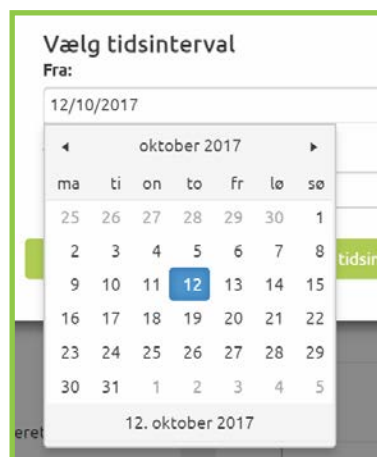 Vælg tidsinterval
Fra:
12/10/2017
◂ oktober 2017 ▸
ma ti on to fr lø sø
25 26 27 28 29 30 1
2 3 4 5 6 7 8
9 10 11 12 13 14 15
16 17 18 19 20 21 22
23 24 25 26 27 28 29
30 31 1 2 3 4 5
12. oktober 2017